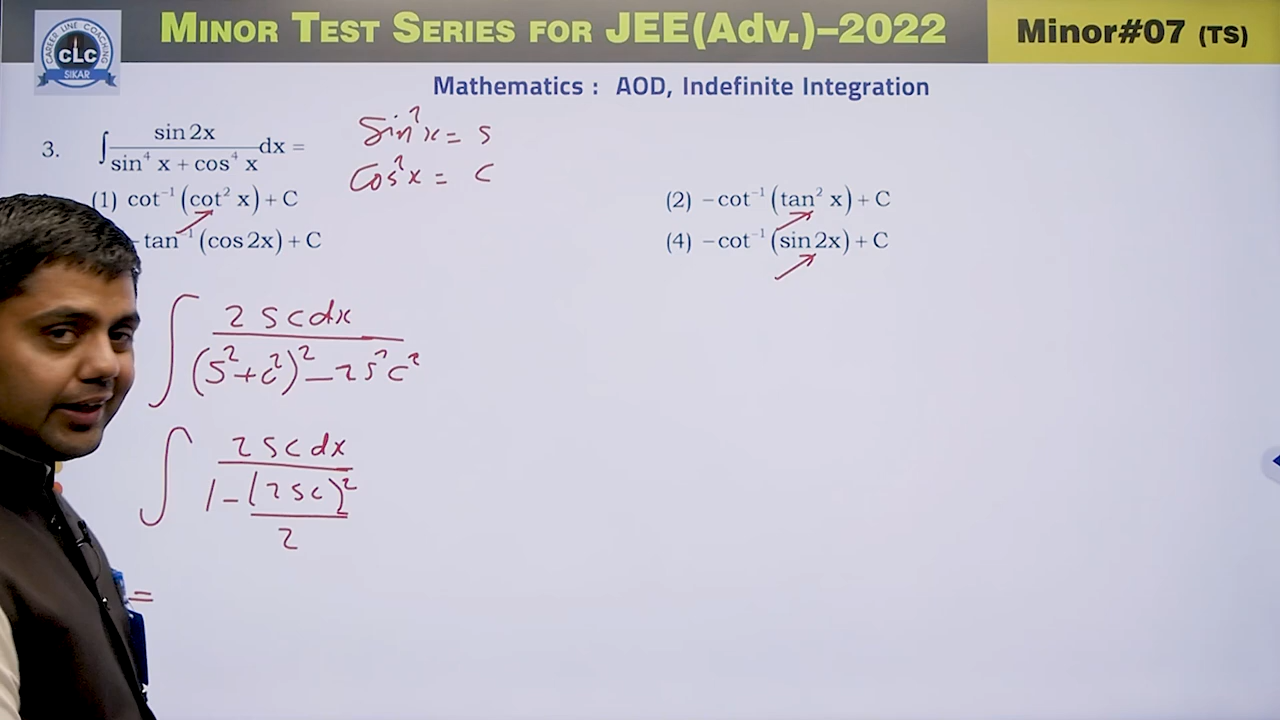 CAREER LINE COACHING
CLC
SIKAR
MINOR TEST SERIES FOR JEE(ADV.)–2022
Minor#07 (TS)
Mathematics : AOD, Indefinite Integration
3. ∫ sin 2x / (sin⁴ x + cos⁴ x) dx =
sin²x = s
cos²x = c
(1) cot⁻¹ (cot² x) + C
(2) – cot⁻¹ (tan² x) + C
tan⁻¹ (cos 2x) + C
(4) – cot⁻¹ (sin 2x) + C
∫ 2 s c dx / ((s² + c²)² – 2s²c²)
∫ 2 s c dx / (1 – (2sc)² / 2)
=